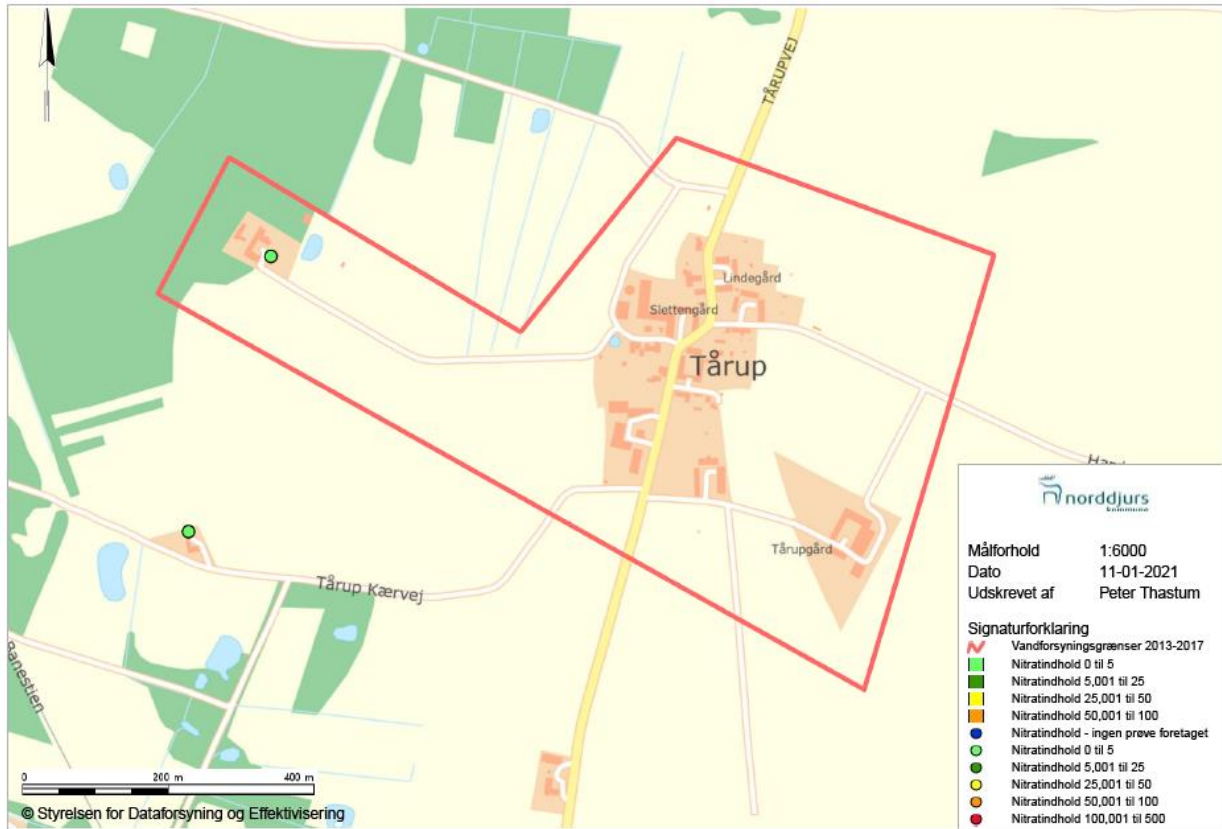 TÅRUPVEJ
Lindegård
Slettengård
Tårup
Tårupgård
Tårup Kærvej
Banestien
0 200 m 400 m
© Styrelsen for Dataforsyning og Effektivisering
norddjurs
kommune
Målforhold 1:6000
Dato 11-01-2021
Udskrevet af Peter Thastum
Signaturforklaring
Vandforsyningsgrænser 2013-2017
Nitratindhold 0 til 5
Nitratindhold 5,001 til 25
Nitratindhold 25,001 til 50
Nitratindhold 50,001 til 100
Nitratindhold - ingen prøve foretaget
Nitratindhold 0 til 5
Nitratindhold 5,001 til 25
Nitratindhold 25,001 til 50
Nitratindhold 50,001 til 100
Nitratindhold 100,001 til 500